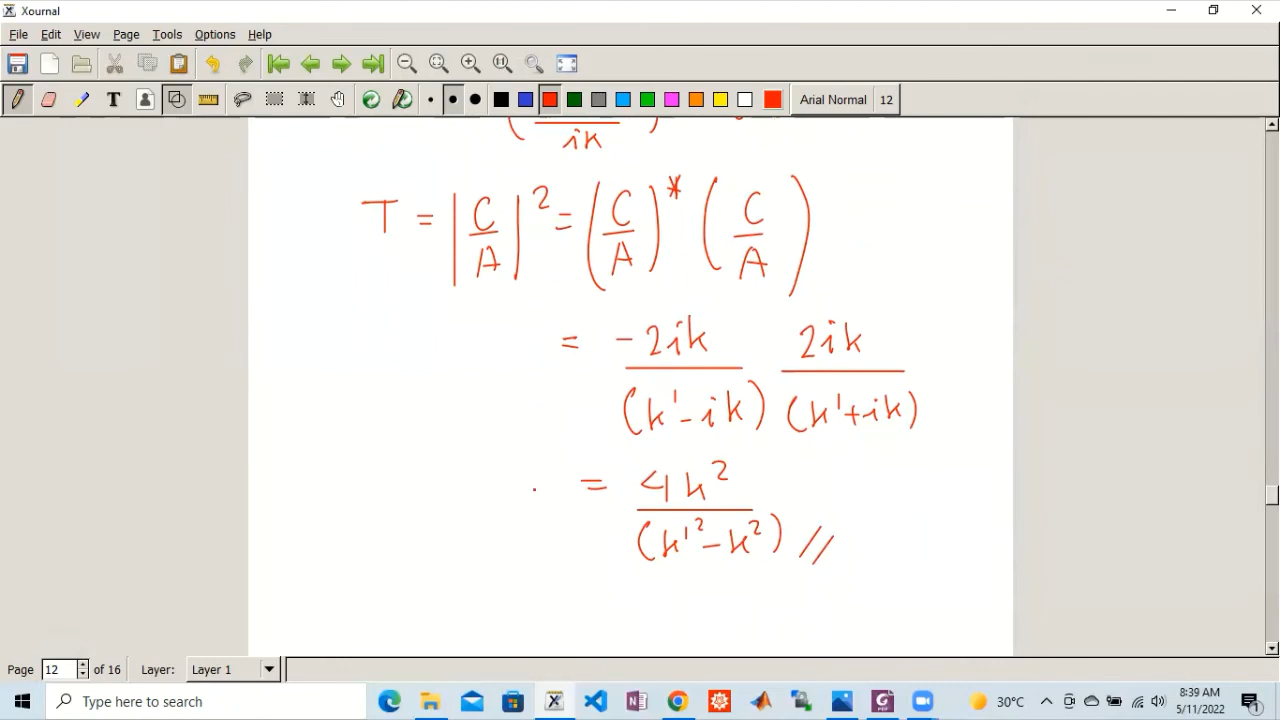 Xournal
File Edit View Page Tools Options Help
T Arial Normal 12
ik
T = |C/A|² = (C/A)* (C/A)
= -2ik/(k'-ik) 2ik/(k'+ik)
= 4k²/(k'²-k²) //
Page 12 of 16 Layer: Layer 1
Type here to search 30°C 8:39 AM
5/11/2022